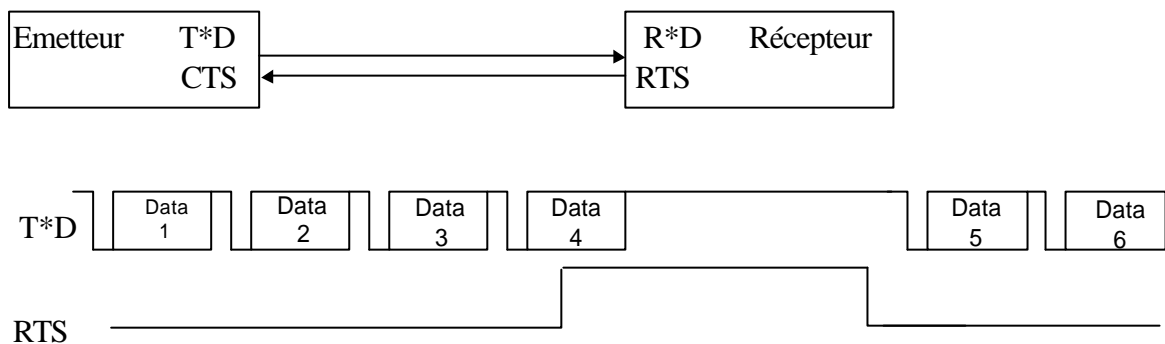 Emetteur T*D R*D Récepteur
CTS RTS
Data Data Data Data Data Data
T*D 1 2 3 4 5 6
RTS